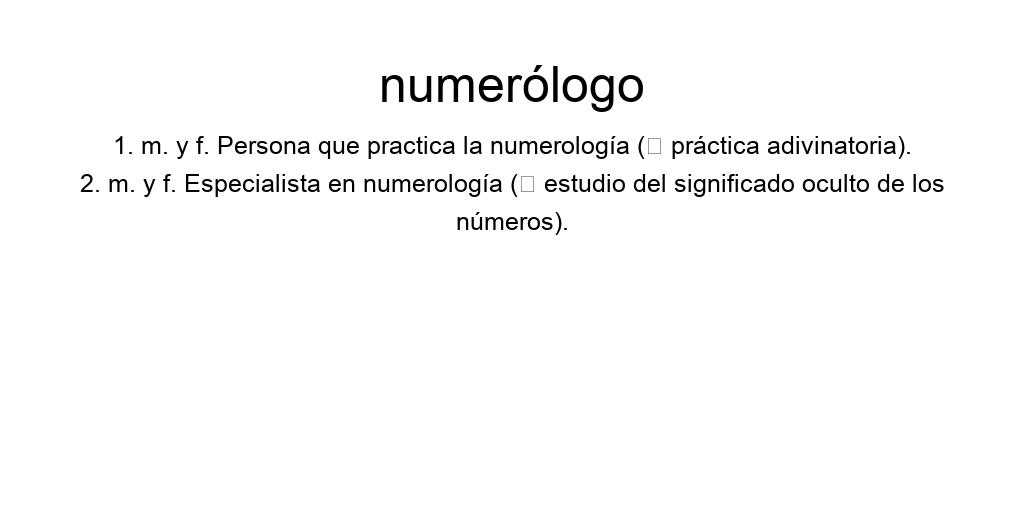 numerólogo
1. m. y f. Persona que practica la numerología (▯ práctica adivinatoria).
2. m. y f. Especialista en numerología (▯ estudio del significado oculto de los
números).